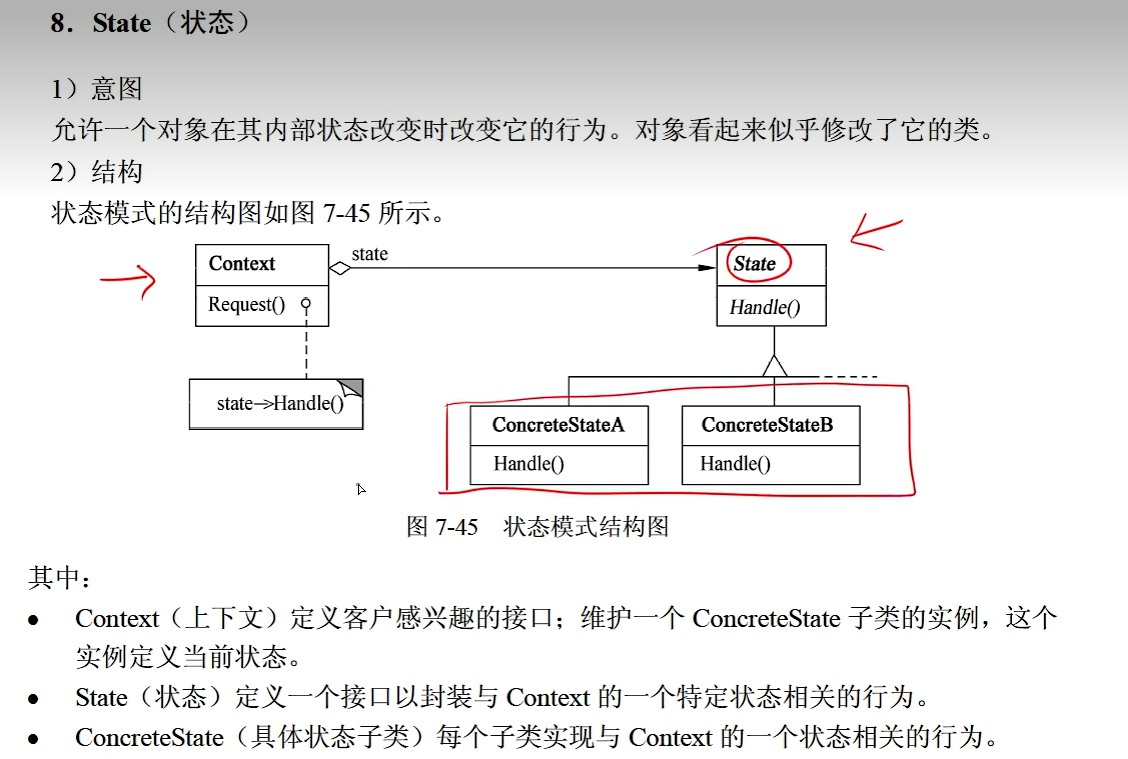 8．State（状态）
1）意图
允许一个对象在其内部状态改变时改变它的行为。对象看起来似乎修改了它的类。
2）结构
状态模式的结构图如图 7-45 所示。
Context
state
State
Request()
Handle()
state→Handle()
ConcreteStateA
ConcreteStateB
Handle()
Handle()
图 7-45 状态模式结构图
其中：
• Context（上下文）定义客户感兴趣的接口；维护一个 ConcreteState 子类的实例，这个
实例定义当前状态。
• State（状态）定义一个接口以封装与 Context 的一个特定状态相关的行为。
• ConcreteState（具体状态子类）每个子类实现与 Context 的一个状态相关的行为。